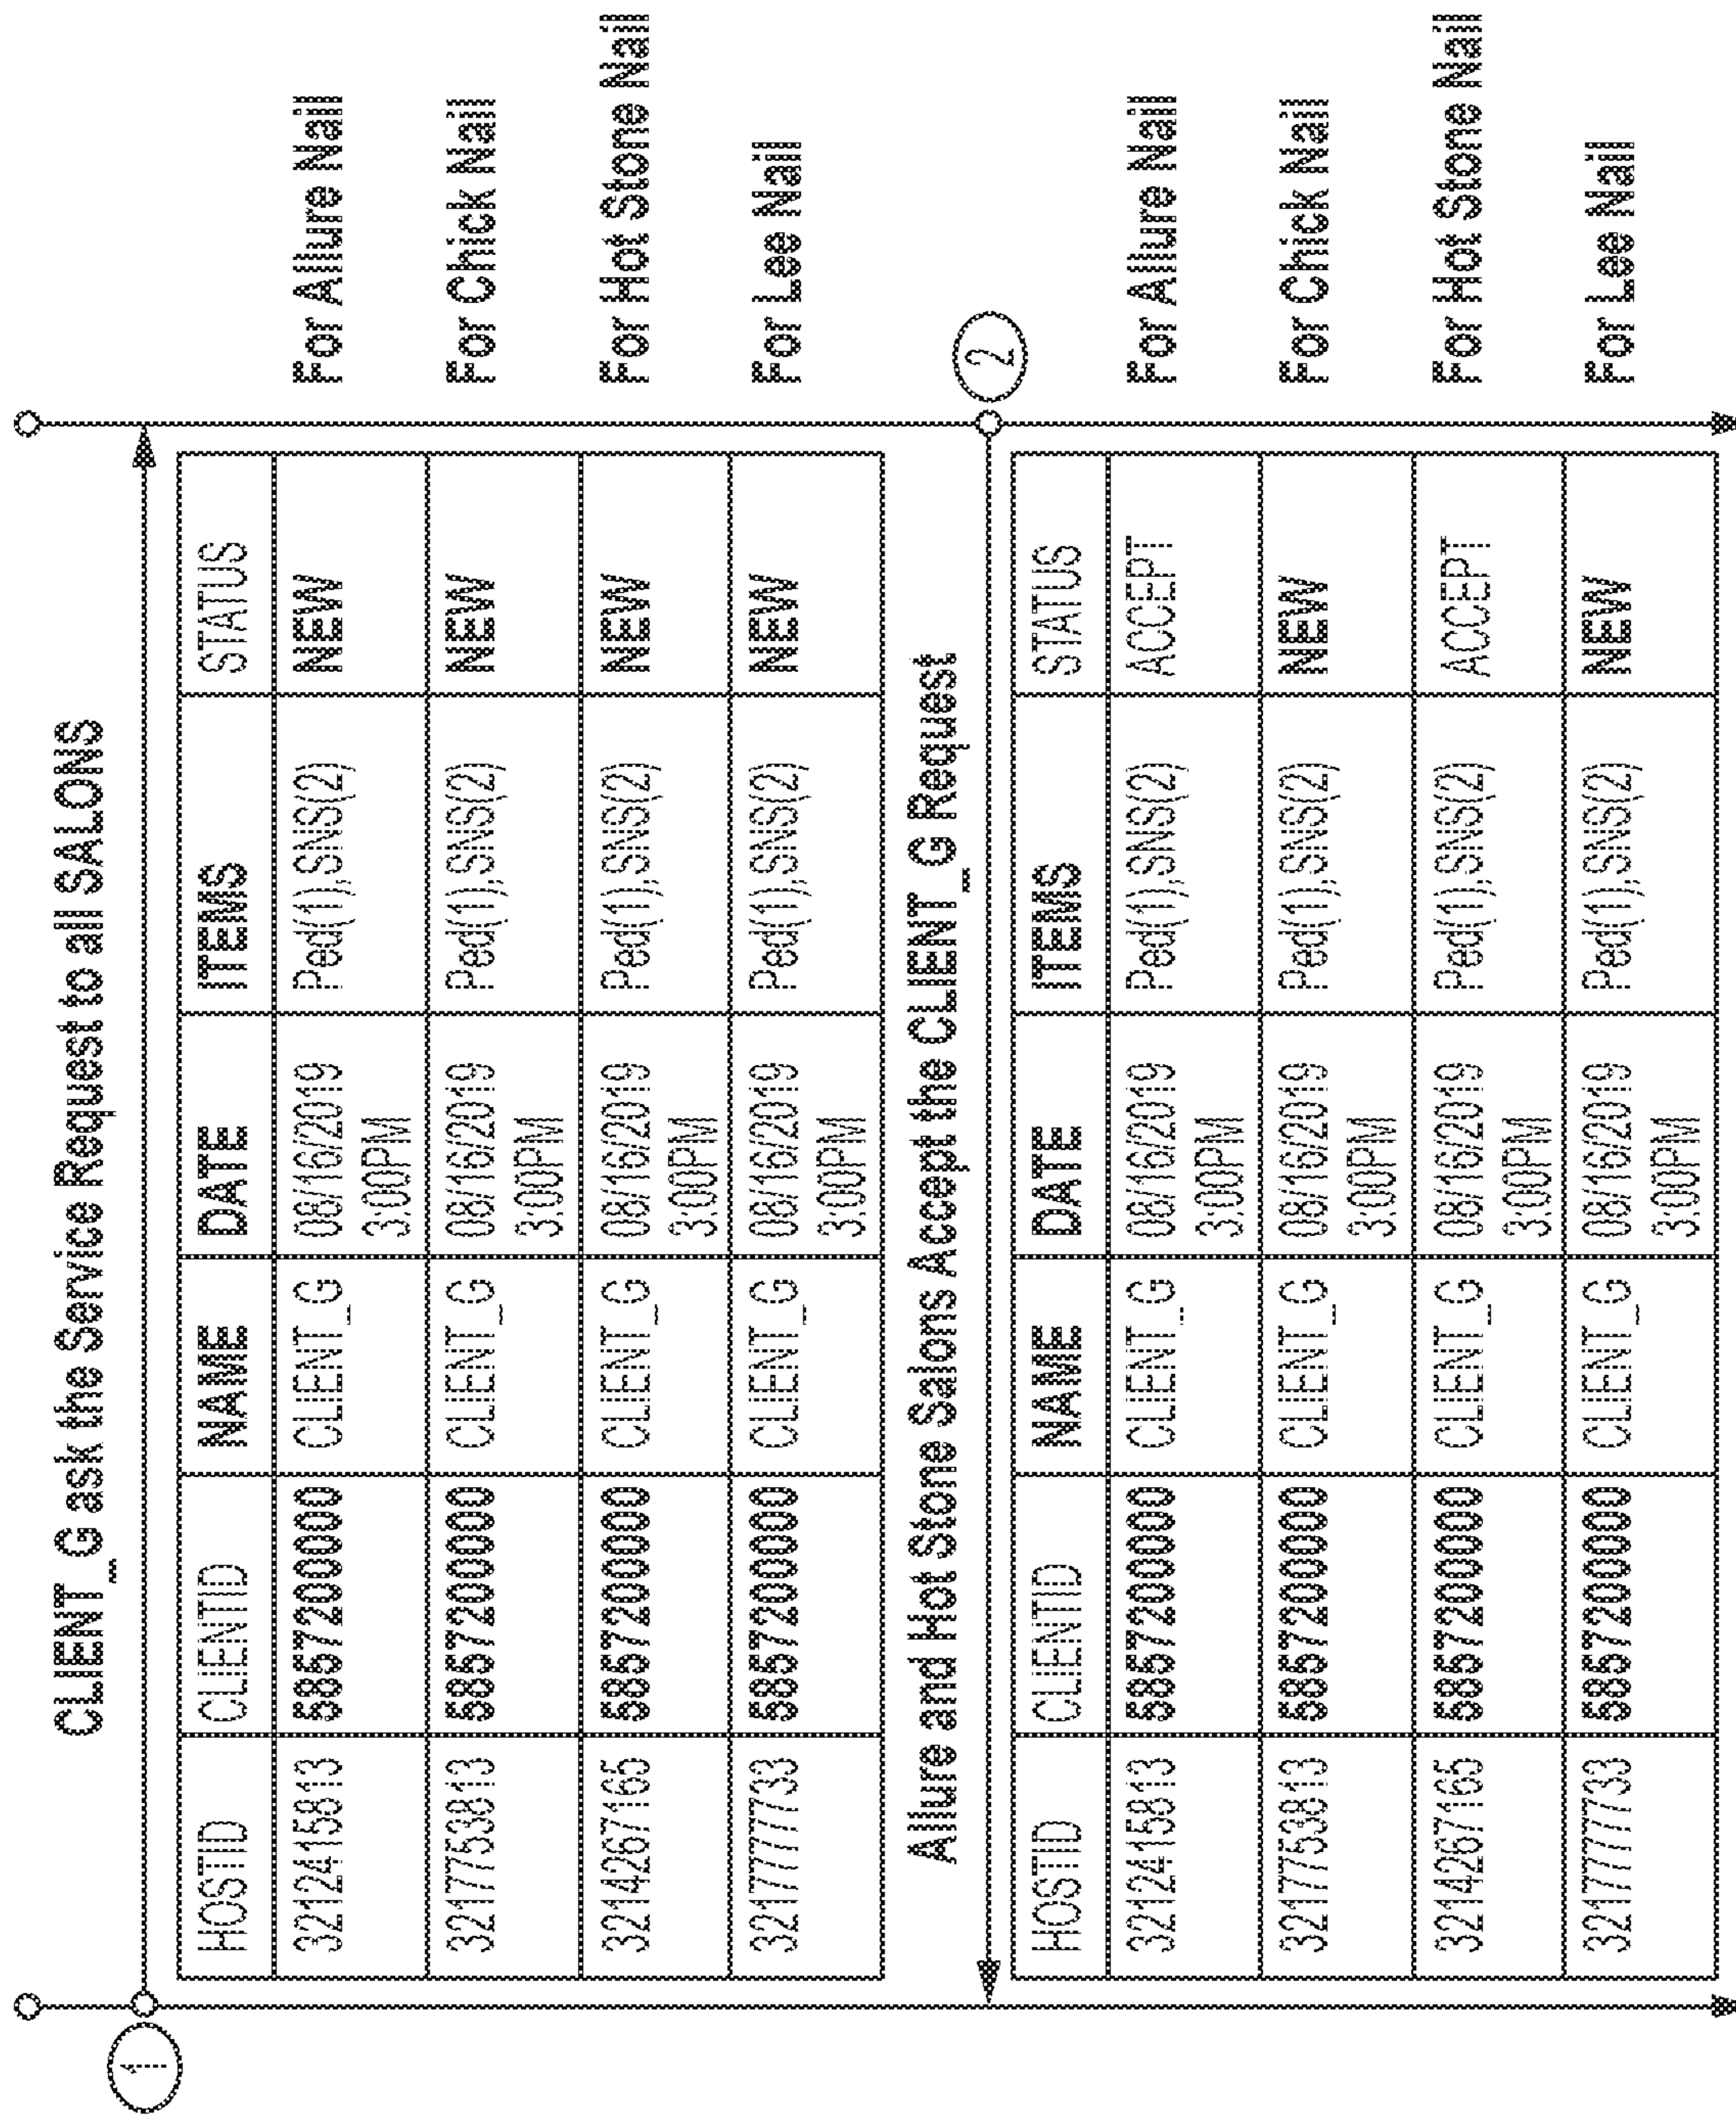 CLIENT_G ask the Service Request to all SALONS
1
HOSTID CLIENTID NAME DATE ITEMS STATUS
3212415813 5857200000 CLIENT_G 08/16/2019 Ped(1),SNS(2) NEW For Allure Nail
3:00PM
3217753813 5857200000 CLIENT_G 08/16/2019 Ped(1),SNS(2) NEW For Chick Nail
3:00PM
3214267165 5857200000 CLIENT_G 08/16/2019 Ped(1),SNS(2) NEW For Hot Stone Nail
3:00PM
3217777733 5857200000 CLIENT_G 08/16/2019 Ped(1),SNS(2) NEW For Lee Nail
3:00PM
Allure and Hot Stone Salons Accept the CLIENT_G Request
2
HOSTID CLIENTID NAME DATE ITEMS STATUS
3212415813 5857200000 CLIENT_G 08/16/2019 Ped(1),SNS(2) ACCEPT For Allure Nail
3:00PM
3217753813 5857200000 CLIENT_G 08/16/2019 Ped(1),SNS(2) NEW For Chick Nail
3:00PM
3214267165 5857200000 CLIENT_G 08/16/2019 Ped(1),SNS(2) ACCEPT For Hot Stone Nail
3:00PM
3217777733 5857200000 CLIENT_G 08/16/2019 Ped(1),SNS(2) NEW For Lee Nail
3:00PM